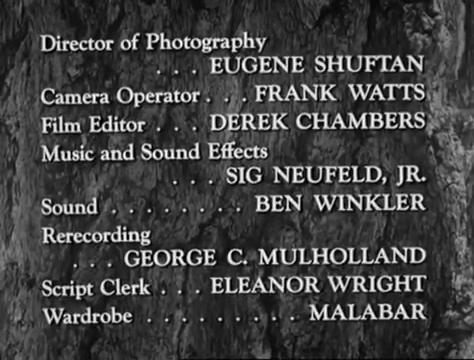 Director of Photography
. . . EUGENE SHUFTAN
Camera Operator . . . FRANK WATTS
Film Editor . . . DEREK CHAMBERS
Music and Sound Effects
. . . SIG NEUFELD, JR.
Sound . . . . . . . . BEN WINKLER
Rerecording
. . . GEORGE C. MULHOLLAND
Script Clerk . . . ELEANOR WRIGHT
Wardrobe . . . . . . . . . MALABAR